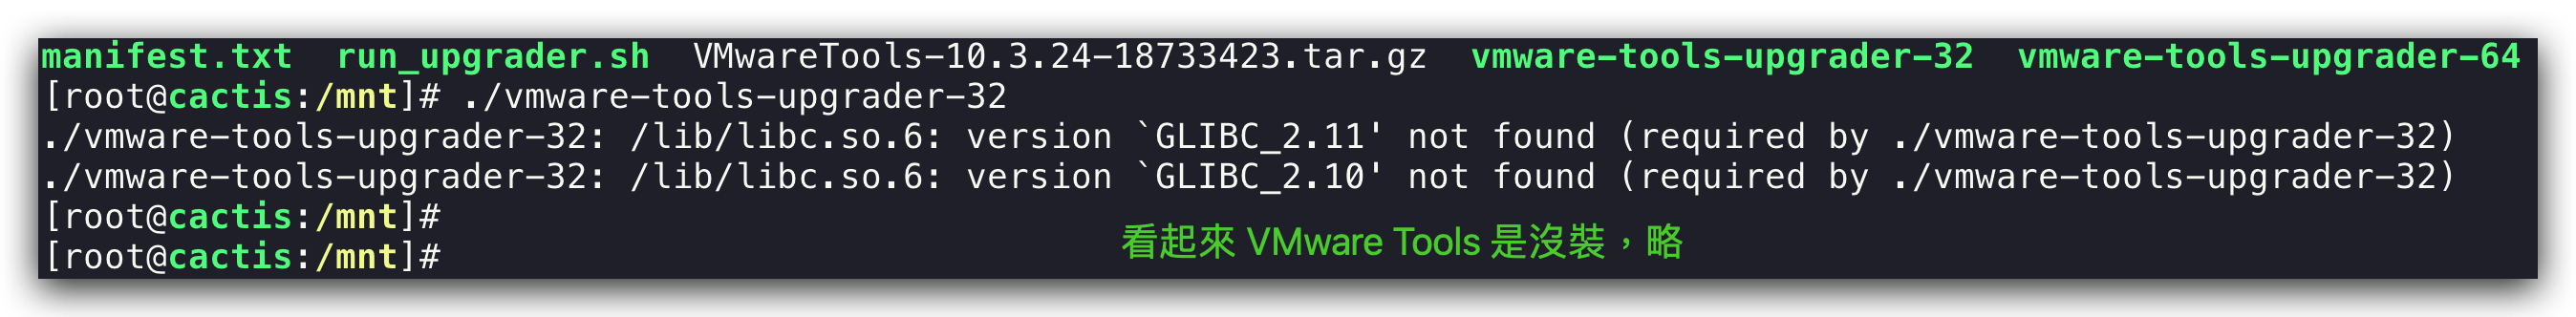 manifest.txt  run_upgrader.sh  VMwareTools-10.3.24-18733423.tar.gz  vmware-tools-upgrader-32  vmware-tools-upgrader-64
[root@cactis:/mnt]# ./vmware-tools-upgrader-32
./vmware-tools-upgrader-32: /lib/libc.so.6: version `GLIBC_2.11' not found (required by ./vmware-tools-upgrader-32)
./vmware-tools-upgrader-32: /lib/libc.so.6: version `GLIBC_2.10' not found (required by ./vmware-tools-upgrader-32)
[root@cactis:/mnt]#
看起來 VMware Tools 是沒裝，略
[root@cactis:/mnt]#